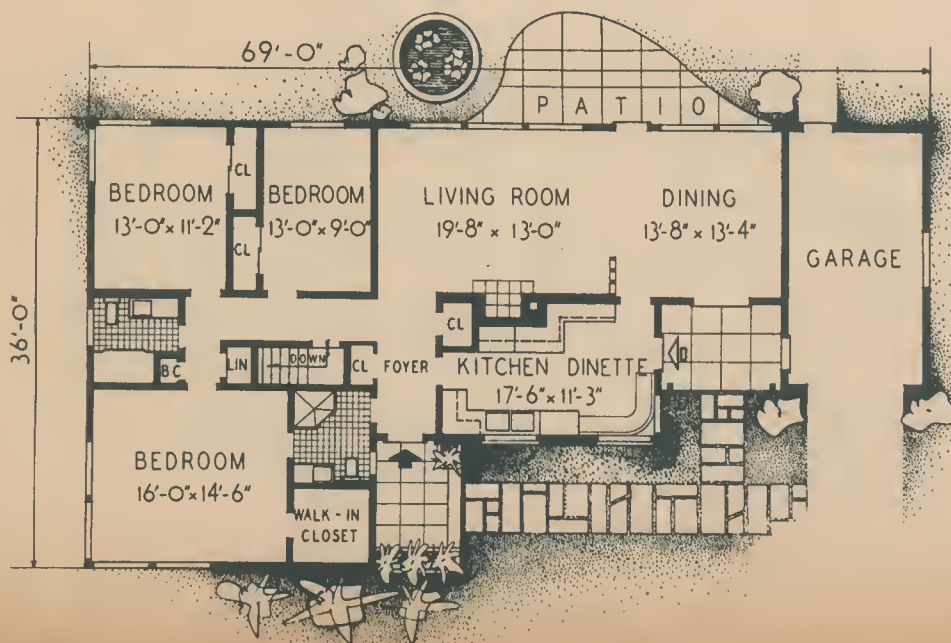 69'-0"
PATIO
36'-0"
BEDROOM
13'-0" x 11'-2"
CL
CL
BEDROOM
13'-0" x 9'-0"
LIVING ROOM
19'-8" x 13'-0"
DINING
13'-8" x 13'-4"
GARAGE
BC
LIN
DOWN
CL
FOYER
CL
KITCHEN DINETTE
17'-6" x 11'-3"
BEDROOM
16'-0" x 14'-6"
WALK-IN
CLOSET